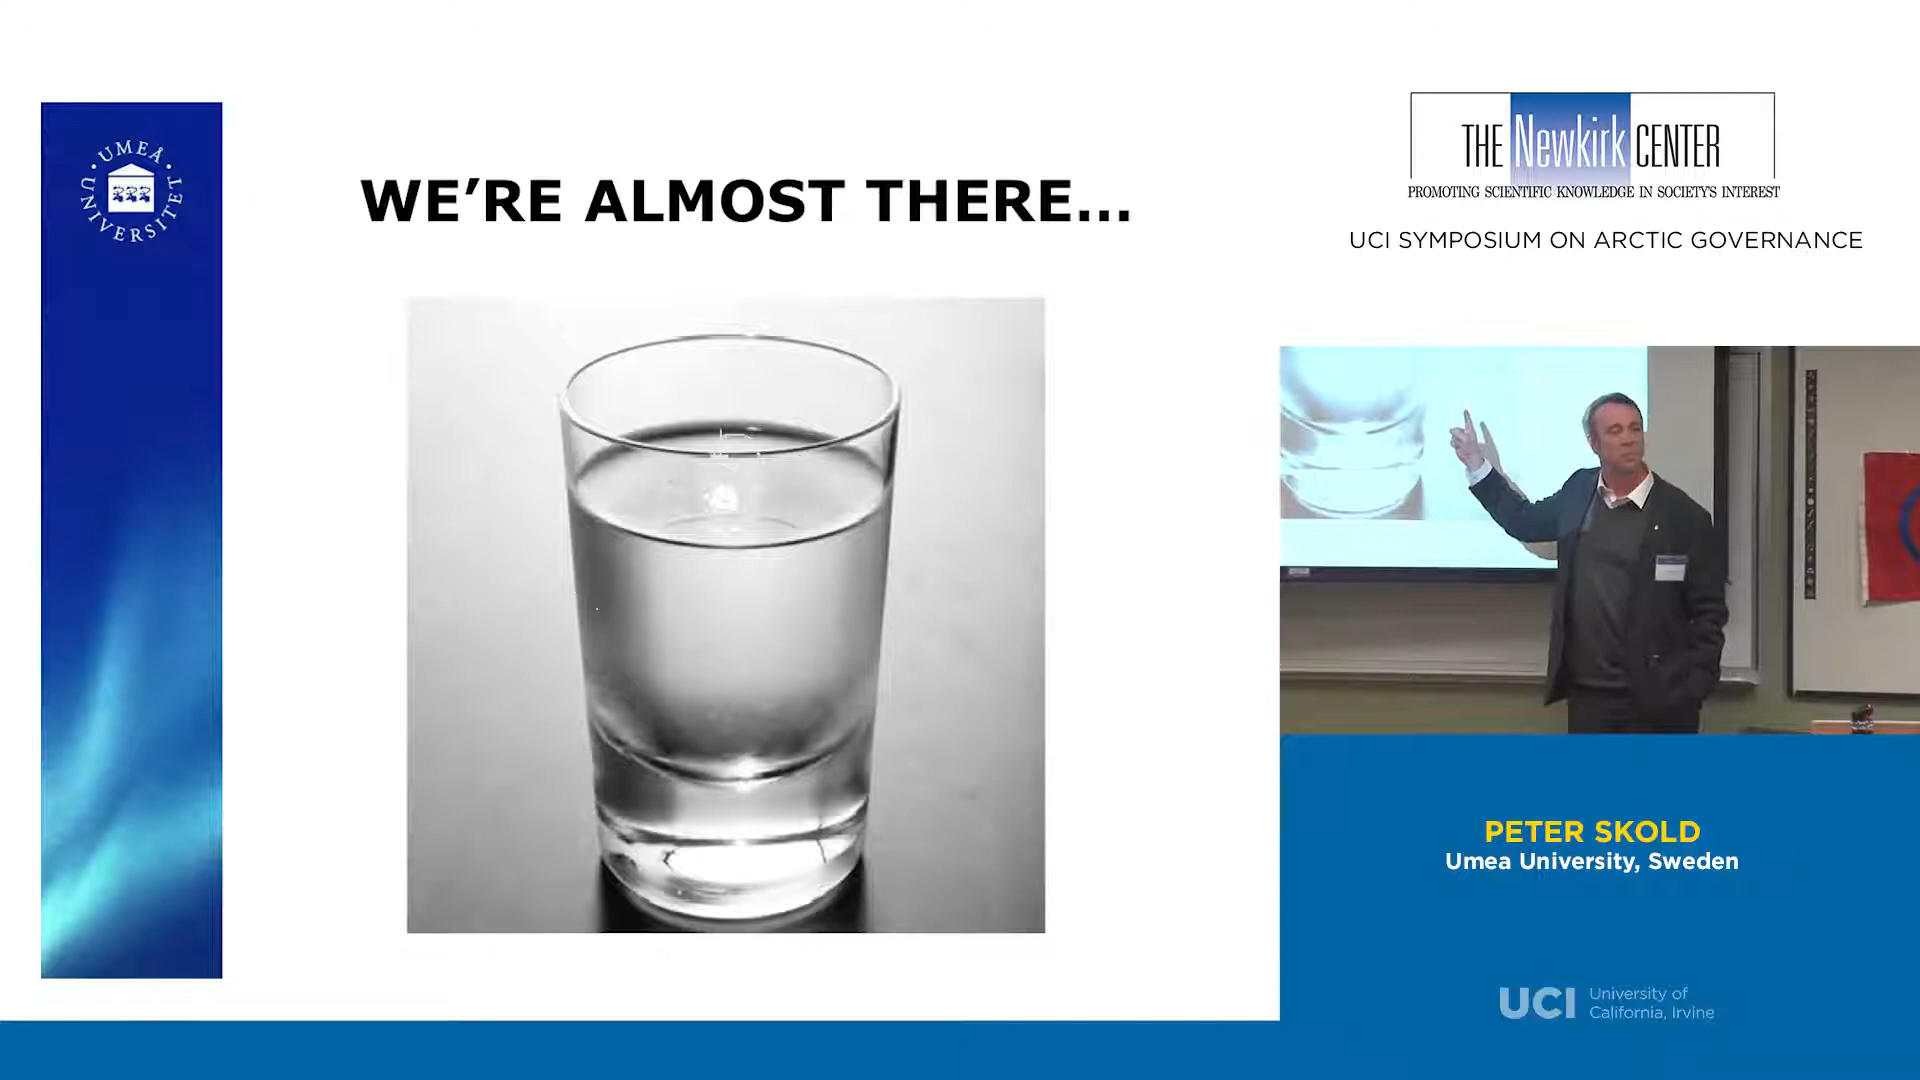 UMEÅ UNIVERSITET
WE’RE ALMOST THERE...
THE Newkirk CENTER
PROMOTING SCIENTIFIC KNOWLEDGE IN SOCIETY'S INTEREST
UCI SYMPOSIUM ON ARCTIC GOVERNANCE
PETER SKOLD
Umea University, Sweden
UCI University of
California, Irvine